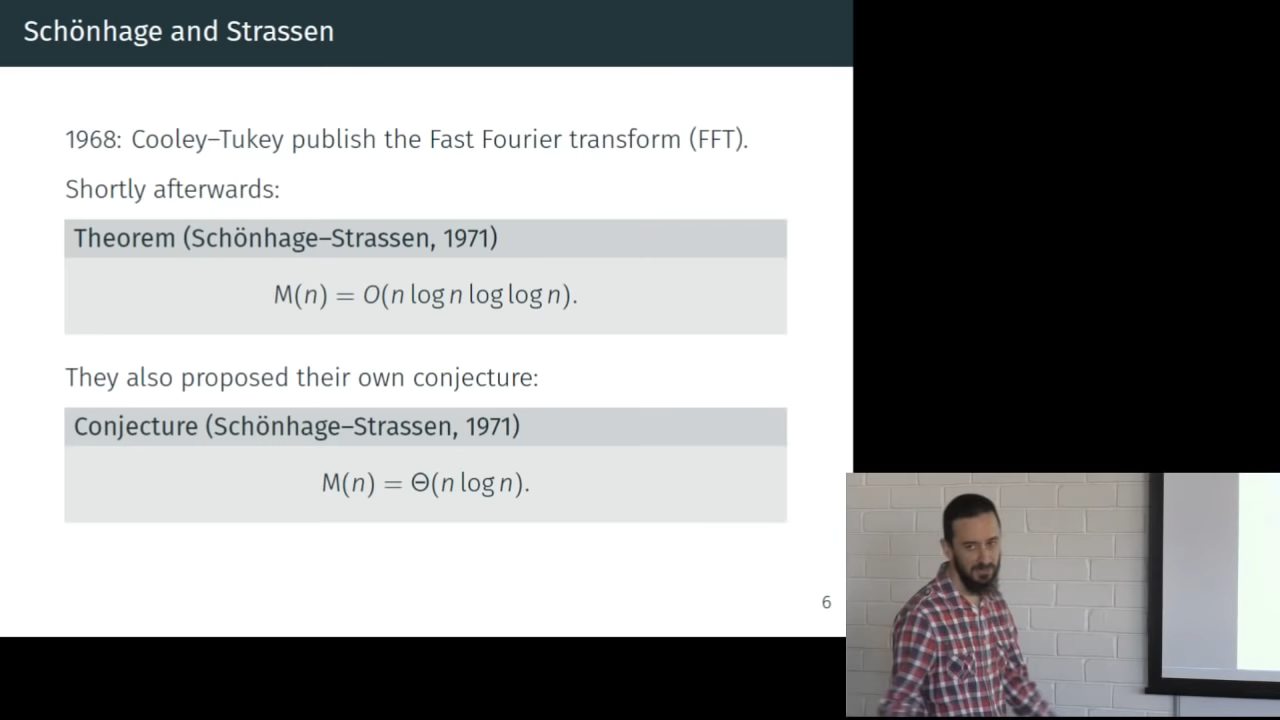 Schönhage and Strassen
1968: Cooley–Tukey publish the Fast Fourier transform (FFT).
Shortly afterwards:
Theorem (Schönhage–Strassen, 1971)
M(n) = O(n log n log log n).
They also proposed their own conjecture:
Conjecture (Schönhage–Strassen, 1971)
M(n) = Θ(n log n).
6